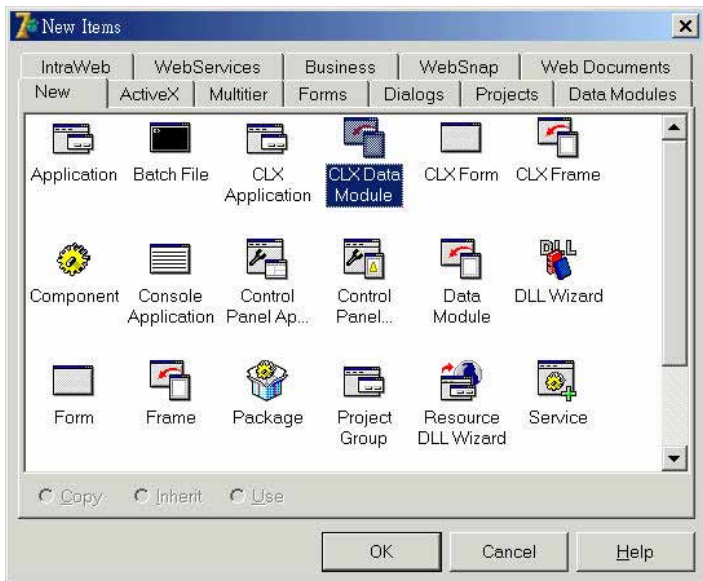 7 New Items
IntraWeb WebServices Business WebSnap Web Documents
New ActiveX Multitier Forms Dialogs Projects Data Modules
Application Batch File CLX Application CLX Data Module CLX Form CLX Frame
Component Console Application Control Panel Ap... Control Panel... Data Module DLL Wizard
DLL
Form Frame Package Project Group Resource DLL Wizard Service
Copy Inherit Use
OK Cancel Help